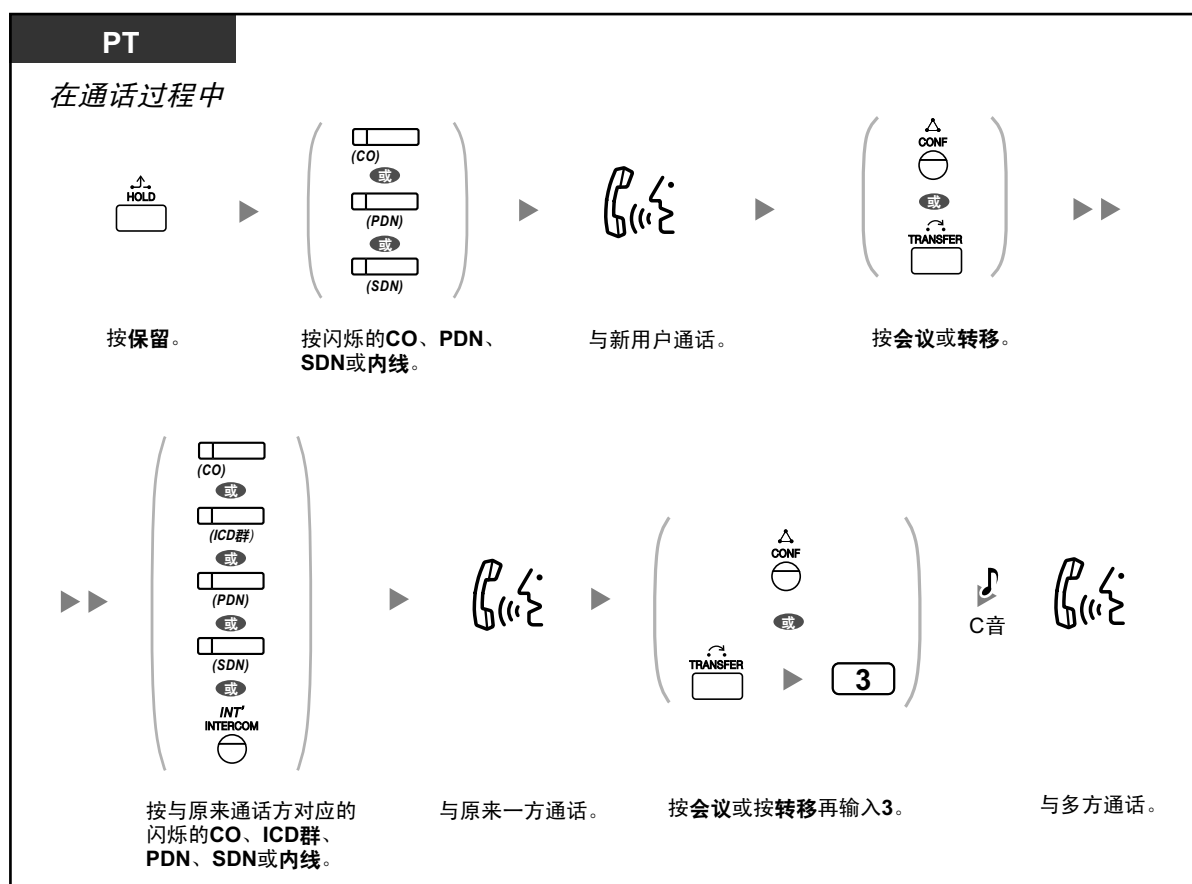 PT
在通话过程中
HOLD
(CO)
或
(PDN)
或
(SDN)
CONF
或
TRANSFER
按保留。
按闪烁的CO、PDN、
SDN或内线。
与新用户通话。
按会议或转移。
(CO)
或
(ICD群)
或
(PDN)
或
(SDN)
或
INT'
INTERCOM
CONF
或
TRANSFER
3
C音
按与原来通话方对应的
闪烁的CO、ICD群、
PDN、SDN或内线。
与原来一方通话。
按会议或按转移再输入3。
与多方通话。